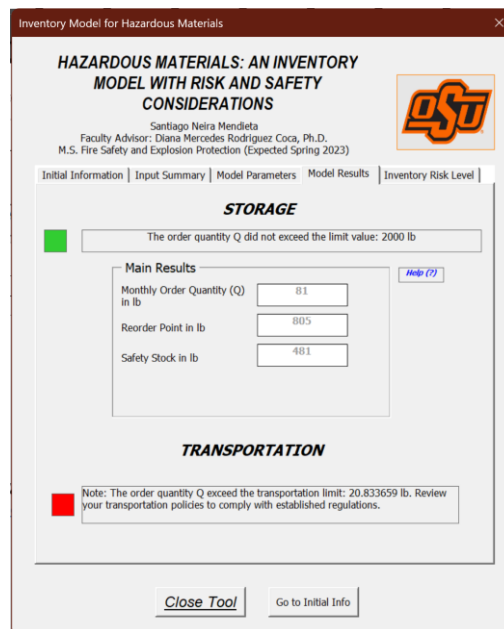 Inventory Model for Hazardous Materials
HAZARDOUS MATERIALS: AN INVENTORY
MODEL WITH RISK AND SAFETY
CONSIDERATIONS
Santiago Neira Mendieta
Faculty Advisor: Diana Mercedes Rodriguez Coca, Ph.D.
M.S. Fire Safety and Explosion Protection (Expected Spring 2023)
OSU
Initial Information | Input Summary | Model Parameters | Model Results | Inventory Risk Level
STORAGE
The order quantity Q did not exceed the limit value: 2000 lb
Main Results
Help (?)
Monthly Order Quantity (Q)
in lb
81
Reorder Point in lb
805
Safety Stock in lb
481
TRANSPORTATION
Note: The order quantity Q exceed the transportation limit: 20.833659 lb. Review
your transportation policies to comply with established regulations.
Close Tool
Go to Initial Info